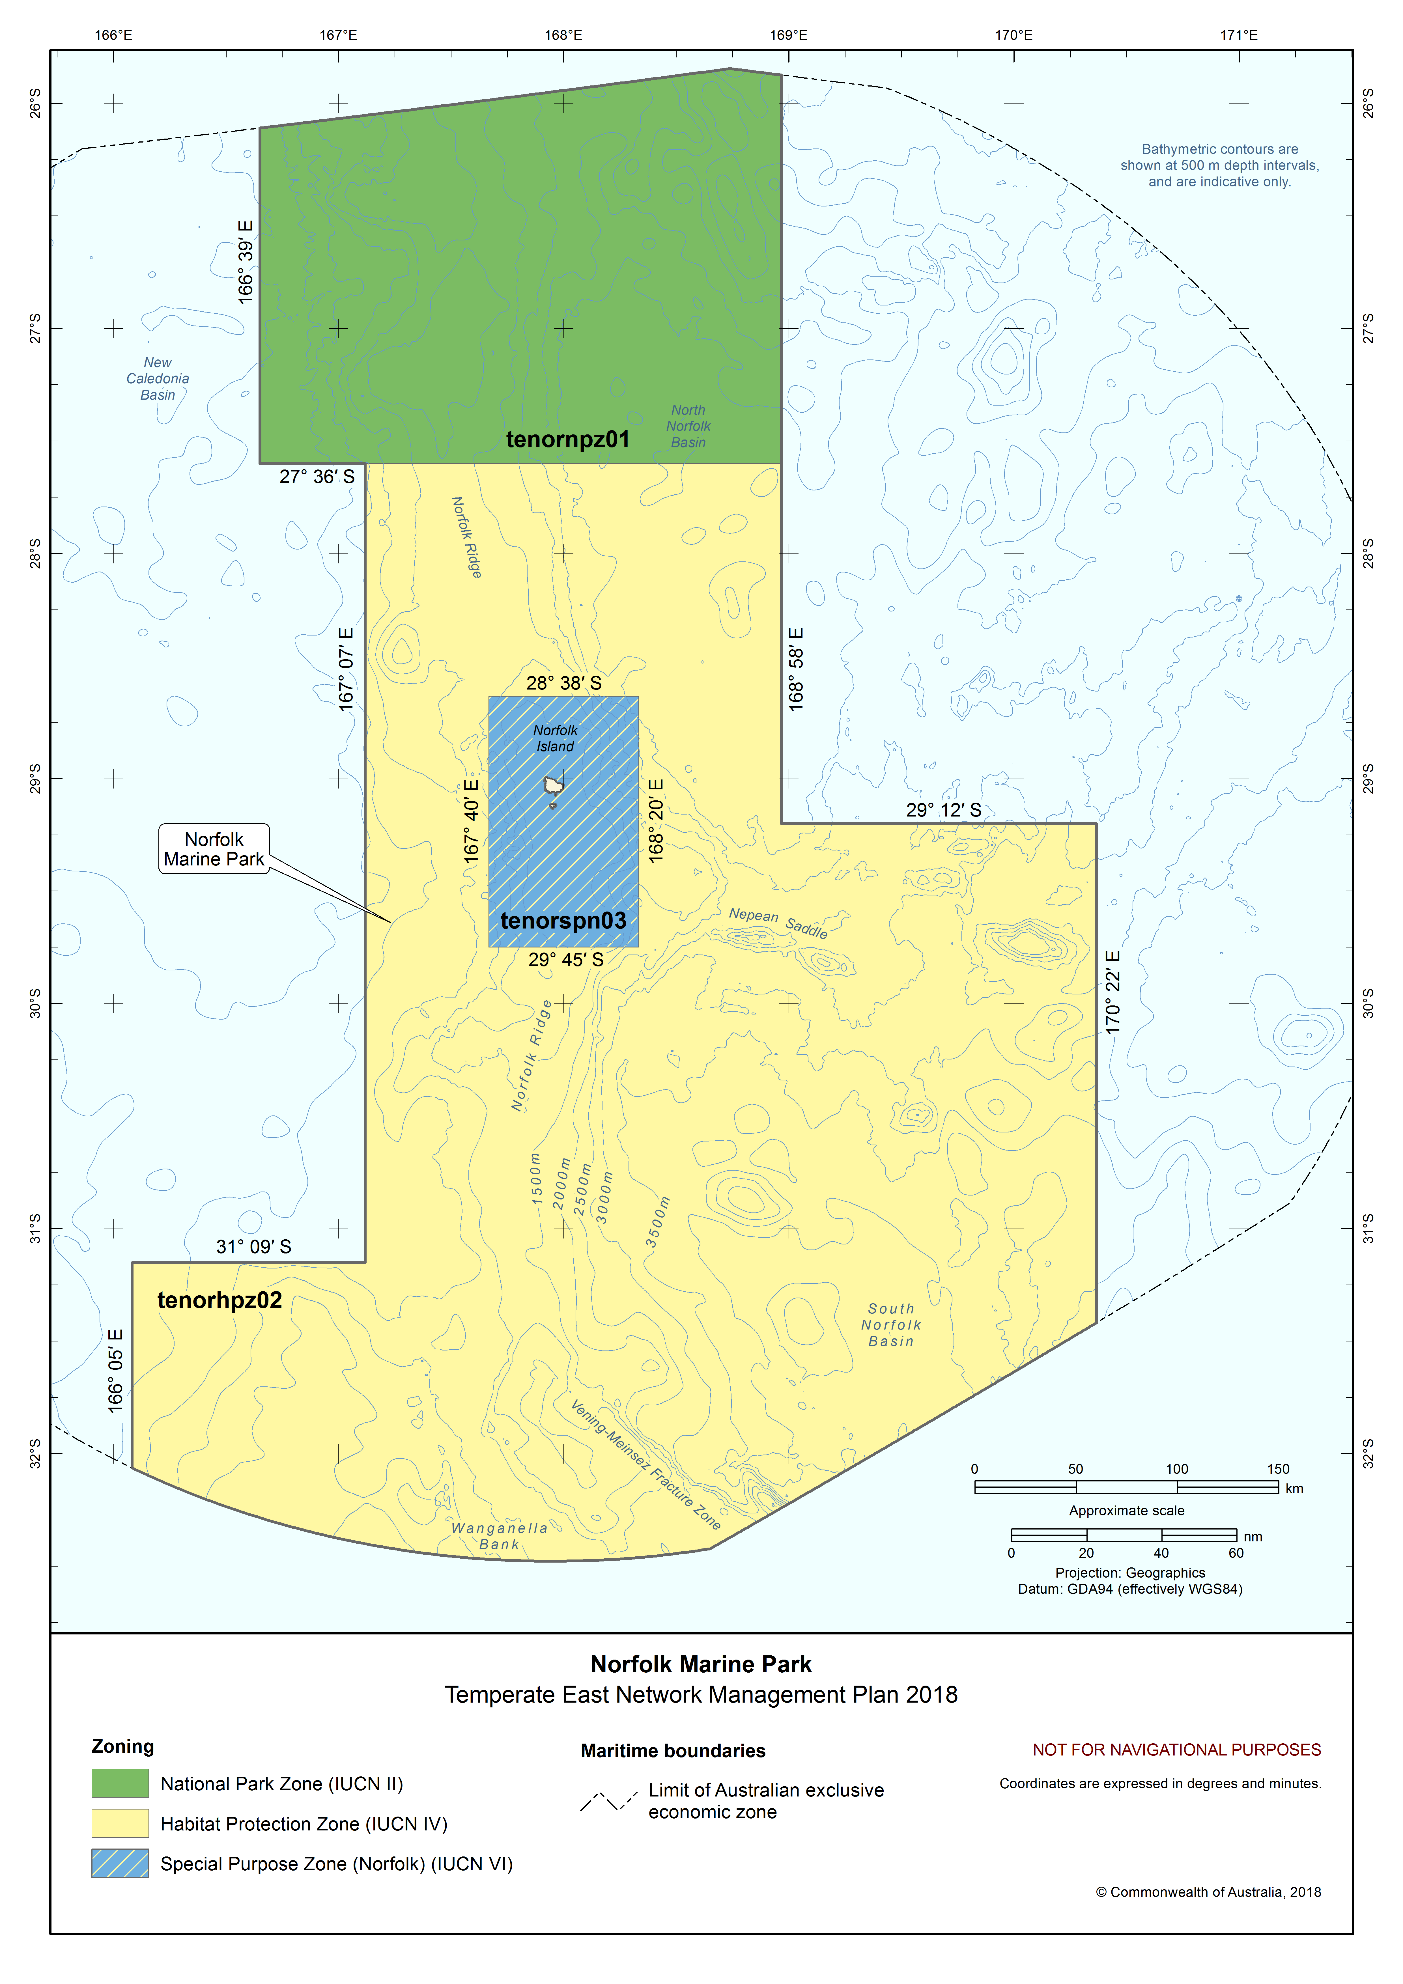 166°E 167°E 168°E 169°E 170°E 171°E
26°S
26°S
Bathymetric contours are
shown at 500 m depth intervals,
and are indicative only.
166° 39′ E
27°S
27°S
New
Caledonia
Basin
North
Norfolk
Basin
tenornpz01
27° 36′ S
Norfolk Ridge
28°S
28°S
167° 07′ E
168° 58′ E
28° 38′ S
Norfolk
Island
29°S
29°S
167° 40′ E
168° 20′ E
29° 12′ S
Norfolk
Marine Park
tenorspn03
Nepean Saddle
29° 45′ S
170° 22′ E
30°S
30°S
Norfolk Ridge
1500m
2000m
2500m
3000m
3500m
31°S
31°S
31° 09′ S
tenorhpz02
166° 05′ E
South
Norfolk
Basin
Vening-Meinsez Fracture Zone
32°S
32°S
Wanganella
Bank
0 50 100 150
km
Approximate scale
nm
0 20 40 60
Projection: Geographics
Datum: GDA94 (effectively WGS84)
Norfolk Marine Park
Temperate East Network Management Plan 2018
Zoning
National Park Zone (IUCN II)
Habitat Protection Zone (IUCN IV)
Special Purpose Zone (Norfolk) (IUCN VI)
Maritime boundaries
Limit of Australian exclusive
economic zone
NOT FOR NAVIGATIONAL PURPOSES
Coordinates are expressed in degrees and minutes.
© Commonwealth of Australia, 2018